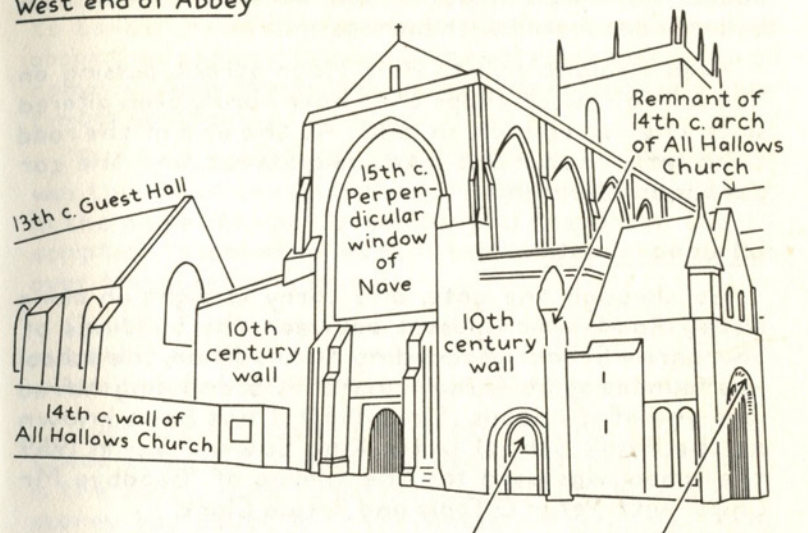 West end of Abbey
Remnant of
14th c. arch
of All Hallows
Church
13th c. Guest Hall
15th c.
Perpen-
dicular
window
of
Nave
10th
century
wall
10th
century
wall
14th c. wall of
All Hallows Church